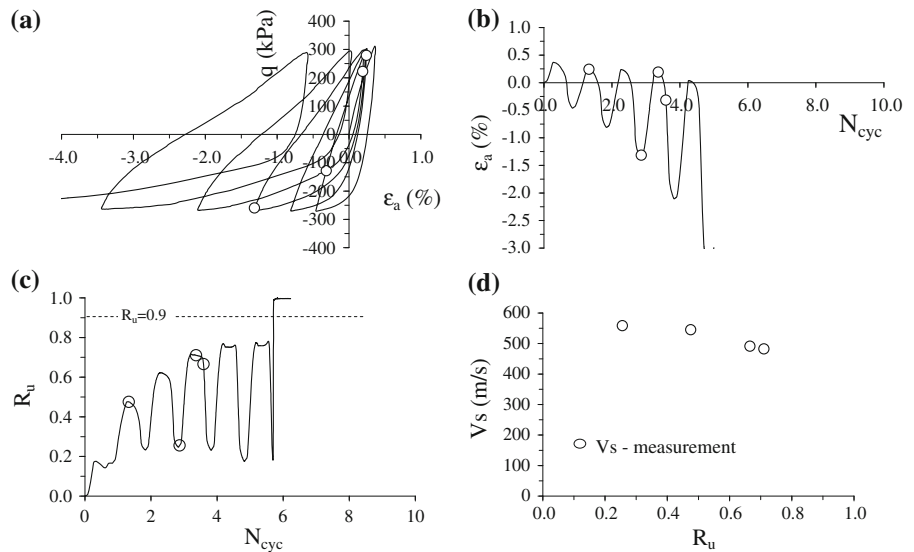 (a)
q (kPa)
400
300
200
100
0
-100
-200
-300
-400
-4.0 -3.0 -2.0 -1.0 0.0 1.0
εa (%)
(b)
1.0
0.5
0.0
-0.5
-1.0
-1.5
-2.0
-2.5
-3.0
0.0 2.0 4.0 6.0 8.0 10.0
εa (%)
Ncyc
(c)
1.0
0.8
0.6
0.4
0.2
0.0
Ru=0.9
Ru
0 2 4 6 8 10
Ncyc
(d)
600
500
400
300
200
100
0
Vs (m/s)
Vs - measurement
0.0 0.2 0.4 0.6 0.8 1.0
Ru